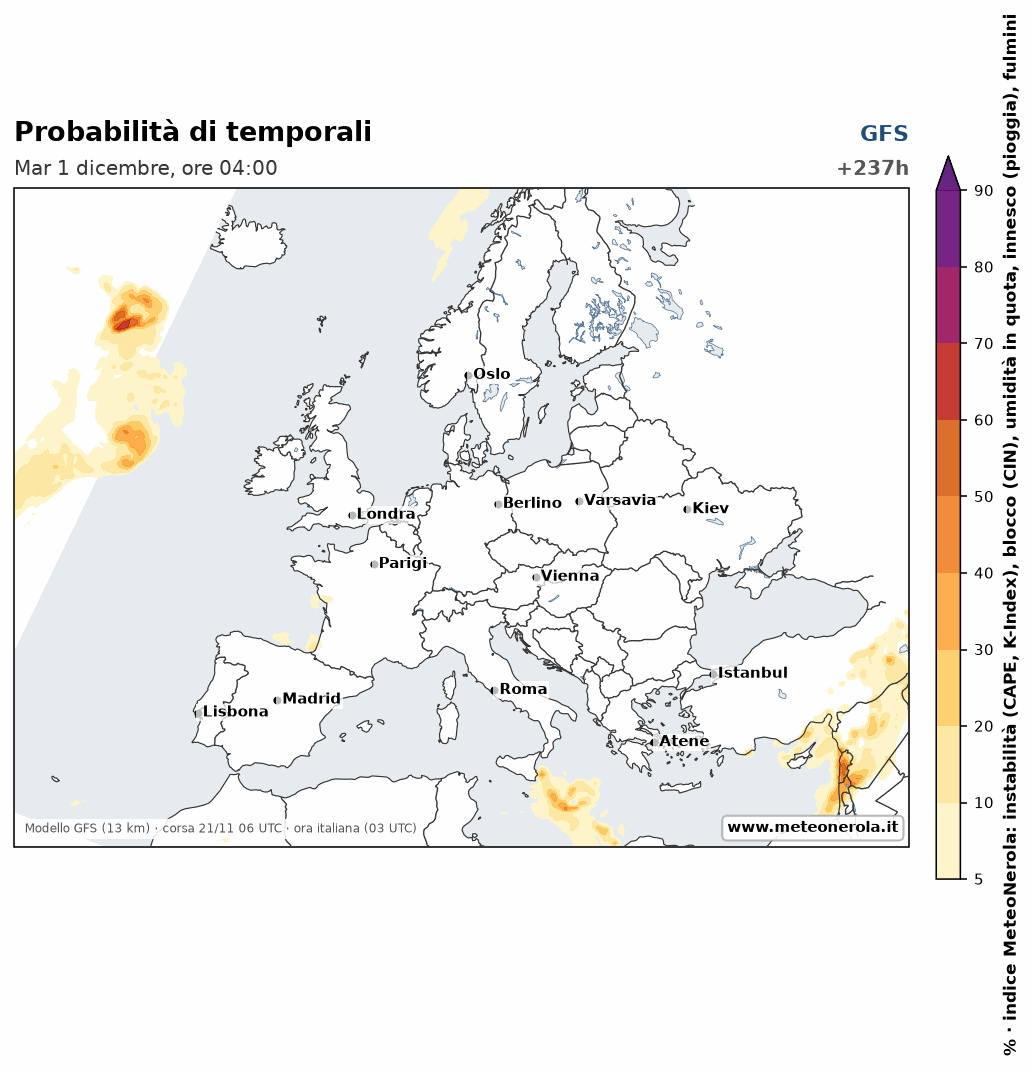 Probabilità di temporali
GFS
Mar 1 dicembre, ore 04:00
+237h
Oslo
Londra
Berlino
Varsavia
Kiev
Parigi
Vienna
Istanbul
Roma
Madrid
Lisbona
Atene
Modello GFS (13 km) · corsa 21/11 06 UTC · ora italiana (03 UTC)
www.meteonerola.it
90
80
70
60
50
40
30
20
10
5
% · indice MeteoNerola: instabilità (CAPE, K-Index), blocco (CIN), umidità in quota, innesco (pioggia), fulmini